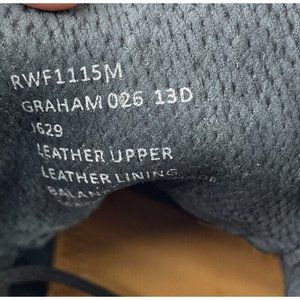 RWF1115M
GRAHAM 026 13D
J629
LEATHER UPPER
LEATHER LINING